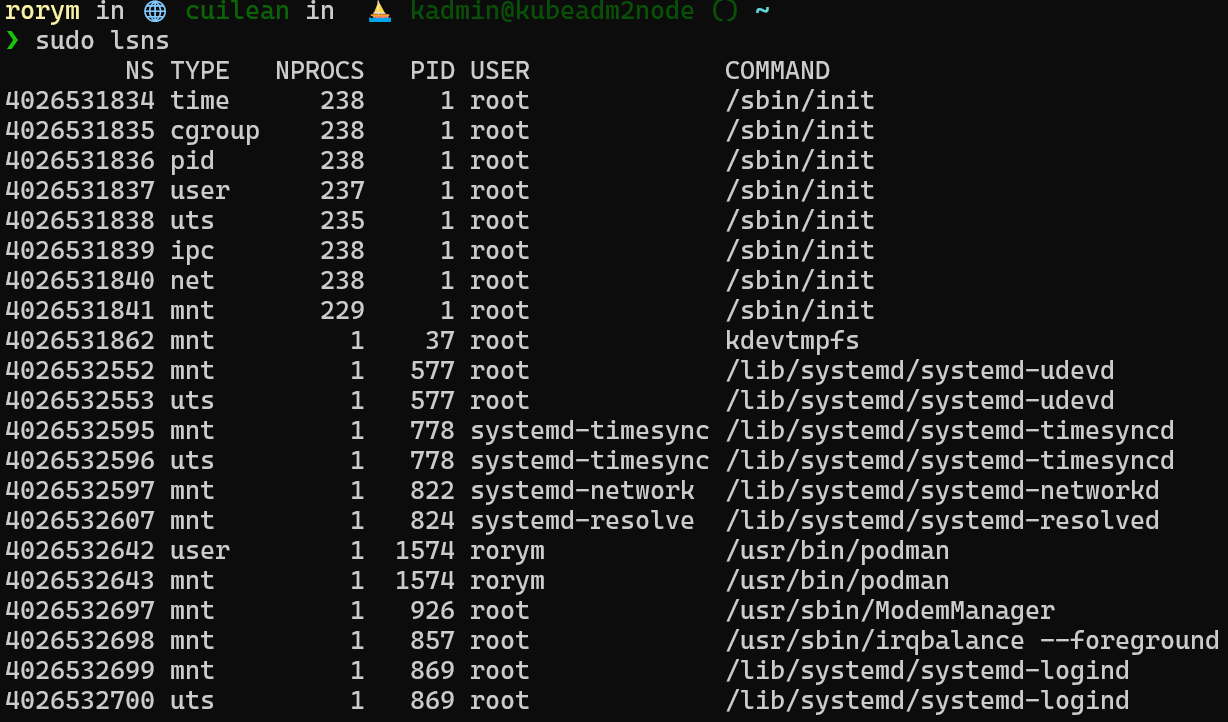 rorym in 🌐 cuilean in ⛵ kadmin@kubeadm2node () ~
❯ sudo lsns
        NS TYPE   NPROCS   PID USER             COMMAND
4026531834 time      238     1 root             /sbin/init
4026531835 cgroup    238     1 root             /sbin/init
4026531836 pid       238     1 root             /sbin/init
4026531837 user      237     1 root             /sbin/init
4026531838 uts       235     1 root             /sbin/init
4026531839 ipc       238     1 root             /sbin/init
4026531840 net       238     1 root             /sbin/init
4026531841 mnt       229     1 root             /sbin/init
4026531862 mnt         1    37 root             kdevtmpfs
4026532552 mnt         1   577 root             /lib/systemd/systemd-udevd
4026532553 uts         1   577 root             /lib/systemd/systemd-udevd
4026532595 mnt         1   778 systemd-timesync /lib/systemd/systemd-timesyncd
4026532596 uts         1   778 systemd-timesync /lib/systemd/systemd-timesyncd
4026532597 mnt         1   822 systemd-network  /lib/systemd/systemd-networkd
4026532607 mnt         1   824 systemd-resolve  /lib/systemd/systemd-resolved
4026532642 user        1  1574 rorym            /usr/bin/podman
4026532643 mnt         1  1574 rorym            /usr/bin/podman
4026532697 mnt         1   926 root             /usr/sbin/ModemManager
4026532698 mnt         1   857 root             /usr/sbin/irqbalance --foreground
4026532699 mnt         1   869 root             /lib/systemd/systemd-logind
4026532700 uts         1   869 root             /lib/systemd/systemd-logind